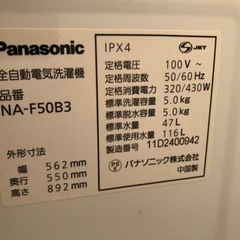 Panasonic
全自動電気洗濯機
品番
NA-F50B3
外形寸法
幅 562mm
奥行 550mm
高さ 892mm
IPX4
JET
定格電圧 100V～
定格周波数 50/60Hz
定格消費電力 320/430W
標準洗濯容量 5.0kg
標準脱水容量 5.0kg
標準水量 47L
標準使用水量 116L
製造番号 11D2400942
PSE
パナソニック株式会社
中国製